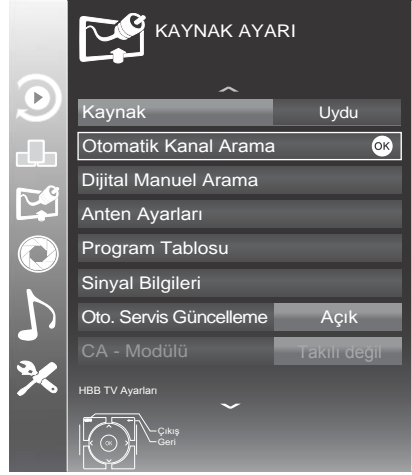 KAYNAK AYARI
Kaynak Uydu
Otomatik Kanal Arama OK
Dijital Manuel Arama
Anten Ayarları
Program Tablosu
Sinyal Bilgileri
Oto. Servis Güncelleme Açık
CA - Modülü Takılı değil
HBB TV Ayarları
Çıkış
OK Geri